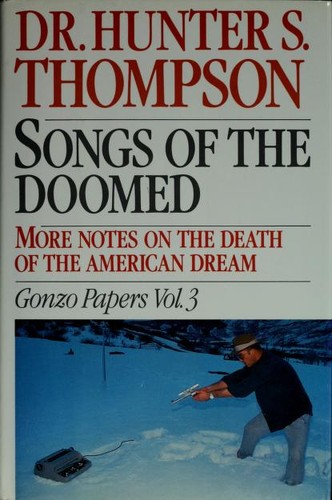 DR. HUNTER S.
THOMPSON
SONGS OF THE
DOOMED
MORE NOTES ON THE DEATH
OF THE AMERICAN DREAM
Gonzo Papers Vol. 3